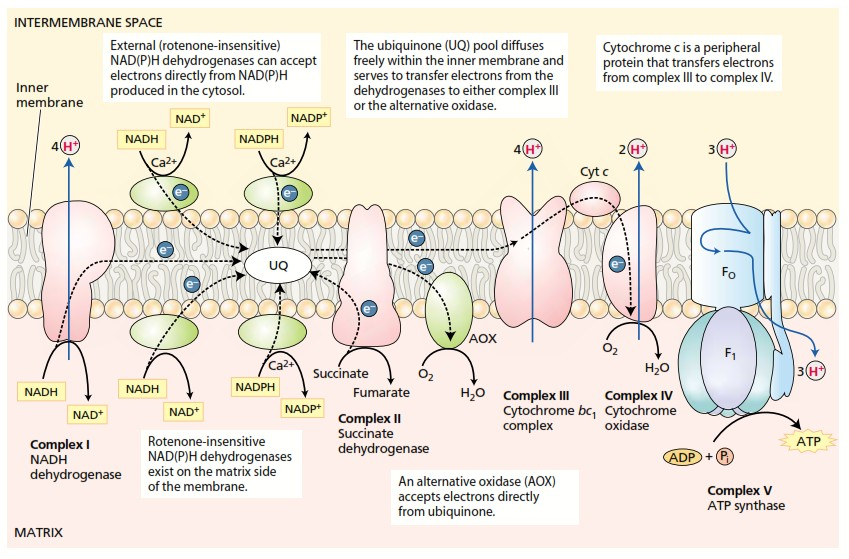 INTERMEMBRANE SPACE
External (rotenone-insensitive)
NAD(P)H dehydrogenases can accept
electrons directly from NAD(P)H
produced in the cytosol.
The ubiquinone (UQ) pool diffuses
freely within the inner membrane and
serves to transfer electrons from the
dehydrogenases to either complex III
or the alternative oxidase.
Cytochrome c is a peripheral
protein that transfers electrons
from complex III to complex IV.
Inner
membrane
4 H+
NADH
NAD+
Ca2+
e–
NADPH
NADP+
Ca2+
e–
4 H+
Cyt c
2 H+
3 H+
e–
e–
UQ
e–
e–
e–
e–
FO
AOX
F1
NADH
NAD+
NADH
NAD+
NADPH
Ca2+
NADP+
Succinate
Fumarate
O2
H2O
O2
H2O
3 H+
Complex I
NADH
dehydrogenase
Rotenone-insensitive
NAD(P)H dehydrogenases
exist on the matrix side
of the membrane.
Complex II
Succinate
dehydrogenase
Complex III
Cytochrome bc1
complex
Complex IV
Cytochrome
oxidase
ADP + Pi
ATP
An alternative oxidase (AOX)
accepts electrons directly
from ubiquinone.
Complex V
ATP synthase
MATRIX